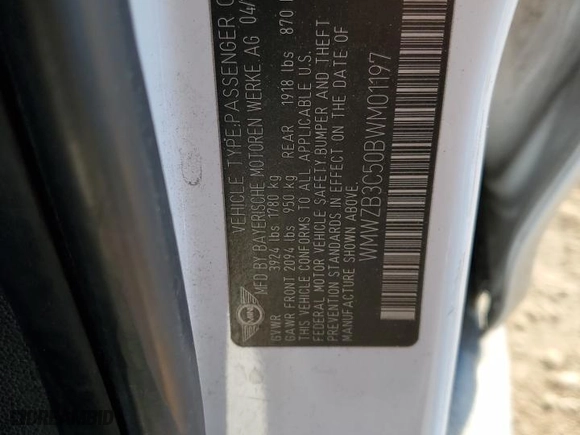 VEHICLE TYPE:PASSENGER
MFD BY BAYERISCHE MOTOREN WERKE AG 04/
GVWR 3924 lbs 1780 kg
GAWR FRONT 2094 lbs 950 kg REAR 1918 lbs 870
THIS VEHICLE CONFORMS TO ALL APPLICABLE U.S.
FEDERAL MOTOR VEHICLE SAFETY,BUMPER AND THEFT
PREVENTION STANDARDS IN EFFECT ON THE DATE OF
MANUFACTURE SHOWN ABOVE.
WMWZB3C50BWM01197
MINI